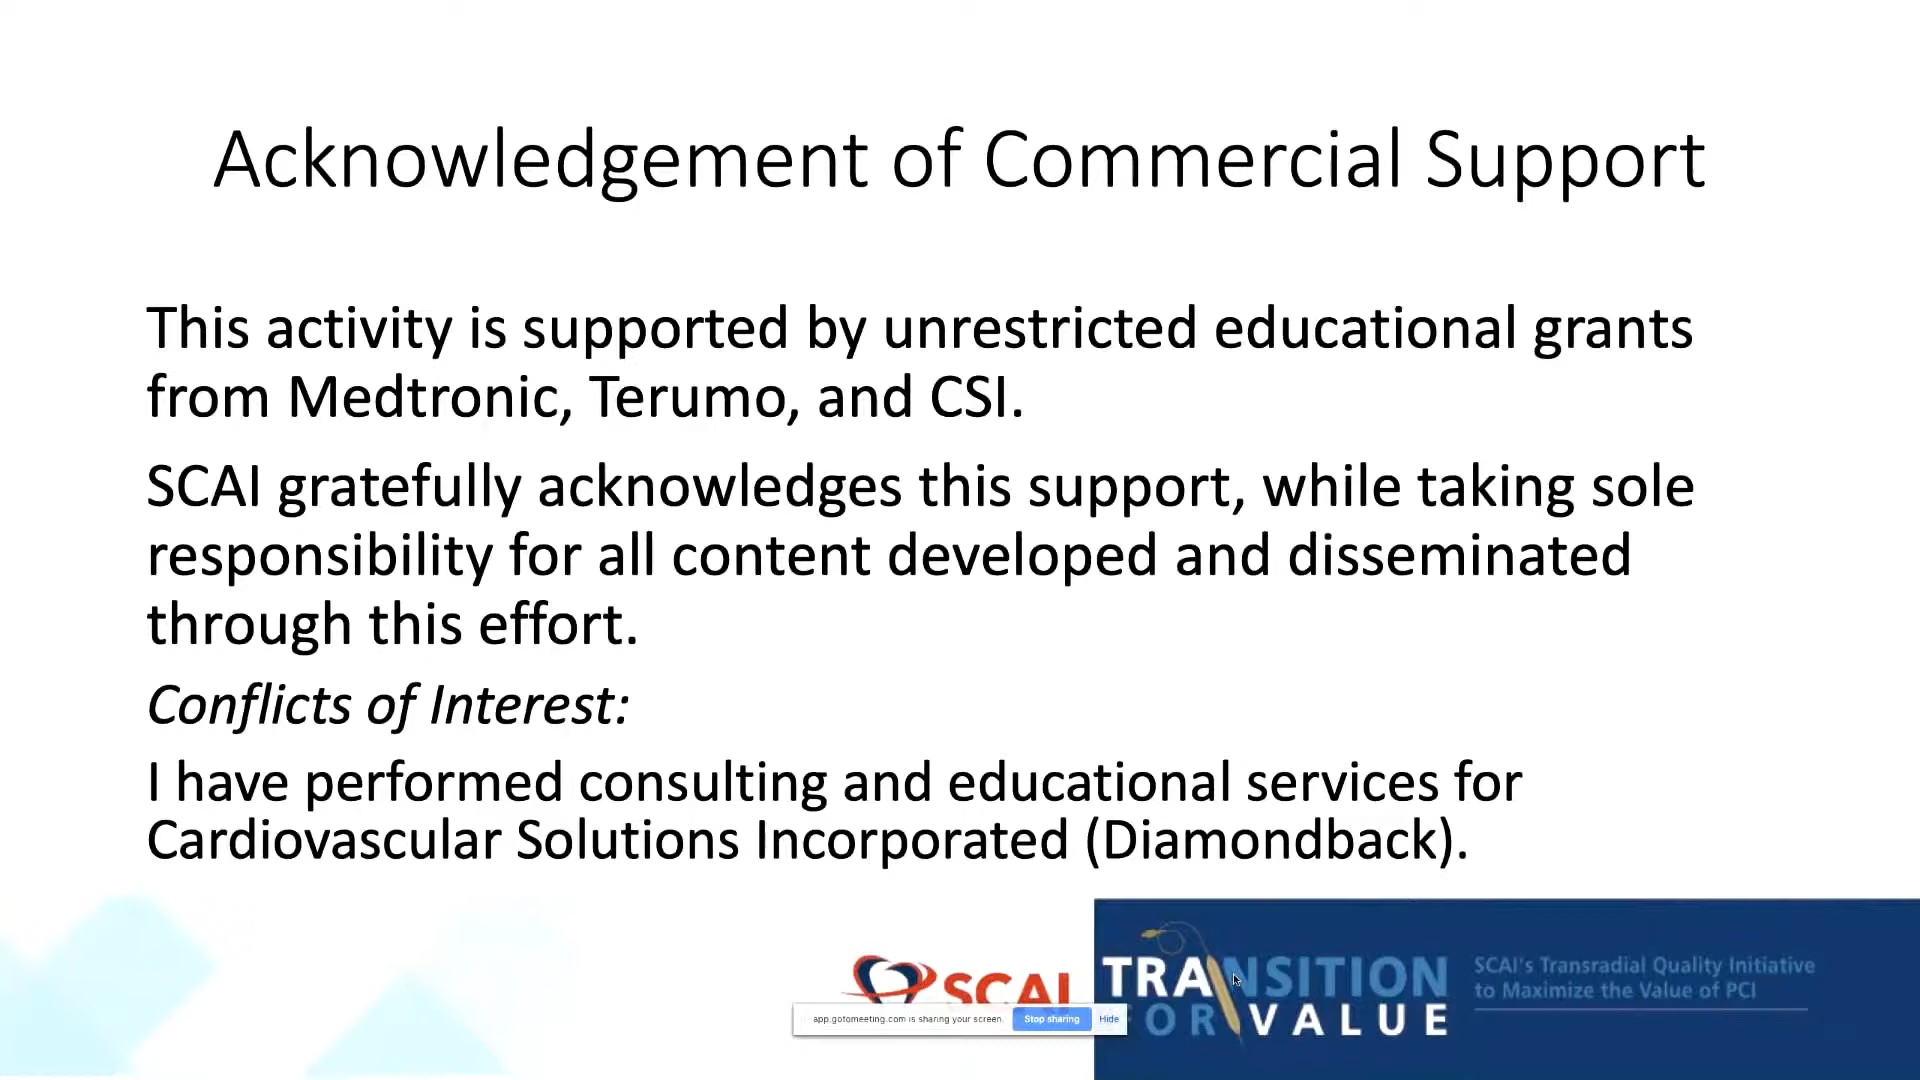 Acknowledgement of Commercial Support
This activity is supported by unrestricted educational grants
from Medtronic, Terumo, and CSI.
SCAI gratefully acknowledges this support, while taking sole
responsibility for all content developed and disseminated
through this effort.
Conflicts of Interest:
I have performed consulting and educational services for
Cardiovascular Solutions Incorporated (Diamondback).
SCAI
TRANSITION
FOR VALUE
SCAI's Transradial Quality Initiative
to Maximize the Value of PCI
app.gotomeeting.com is sharing your screen.
Stop sharing
Hide